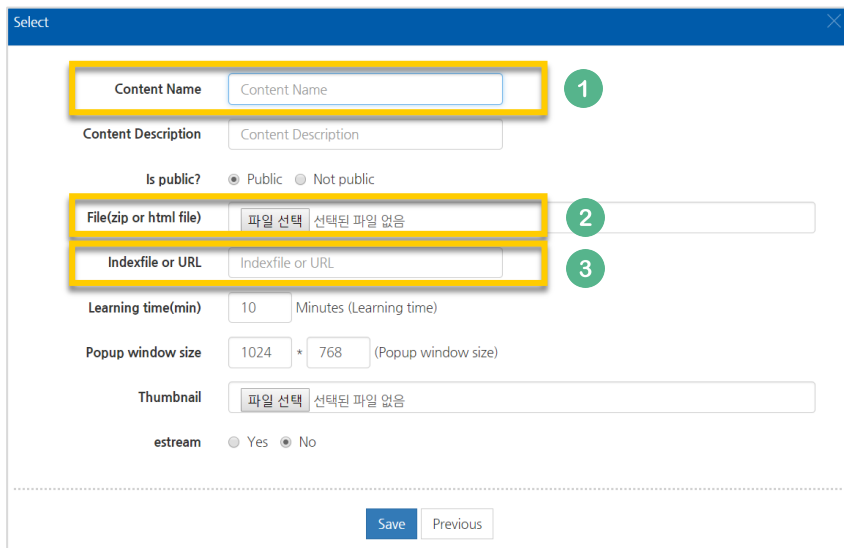 Select
Content Name Content Name 1
Content Description Content Description
Is public? Public Not public
File(zip or html file) 파일 선택 선택된 파일 없음 2
Indexfile or URL Indexfile or URL 3
Learning time(min) 10 Minutes (Learning time)
Popup window size 1024 * 768 (Popup window size)
Thumbnail 파일 선택 선택된 파일 없음
estream Yes No
Save Previous